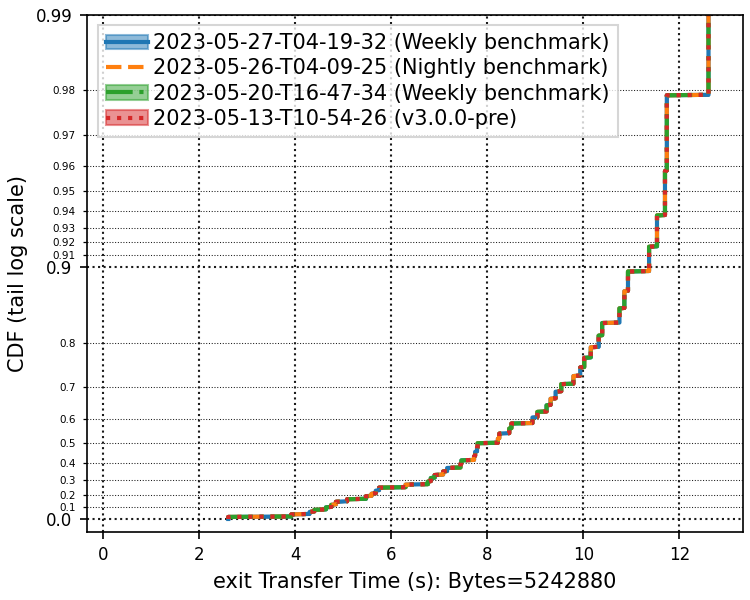 0.99
2023-05-27-T04-19-32 (Weekly benchmark)
2023-05-26-T04-09-25 (Nightly benchmark)
2023-05-20-T16-47-34 (Weekly benchmark)
2023-05-13-T10-54-26 (v3.0.0-pre)
0.98
0.97
0.96
0.95
0.94
0.93
0.92
0.91
0.9
0.8
0.7
0.6
0.5
0.4
0.3
0.2
0.1
0.0
CDF (tail log scale)
0 2 4 6 8 10 12
exit Transfer Time (s): Bytes=5242880